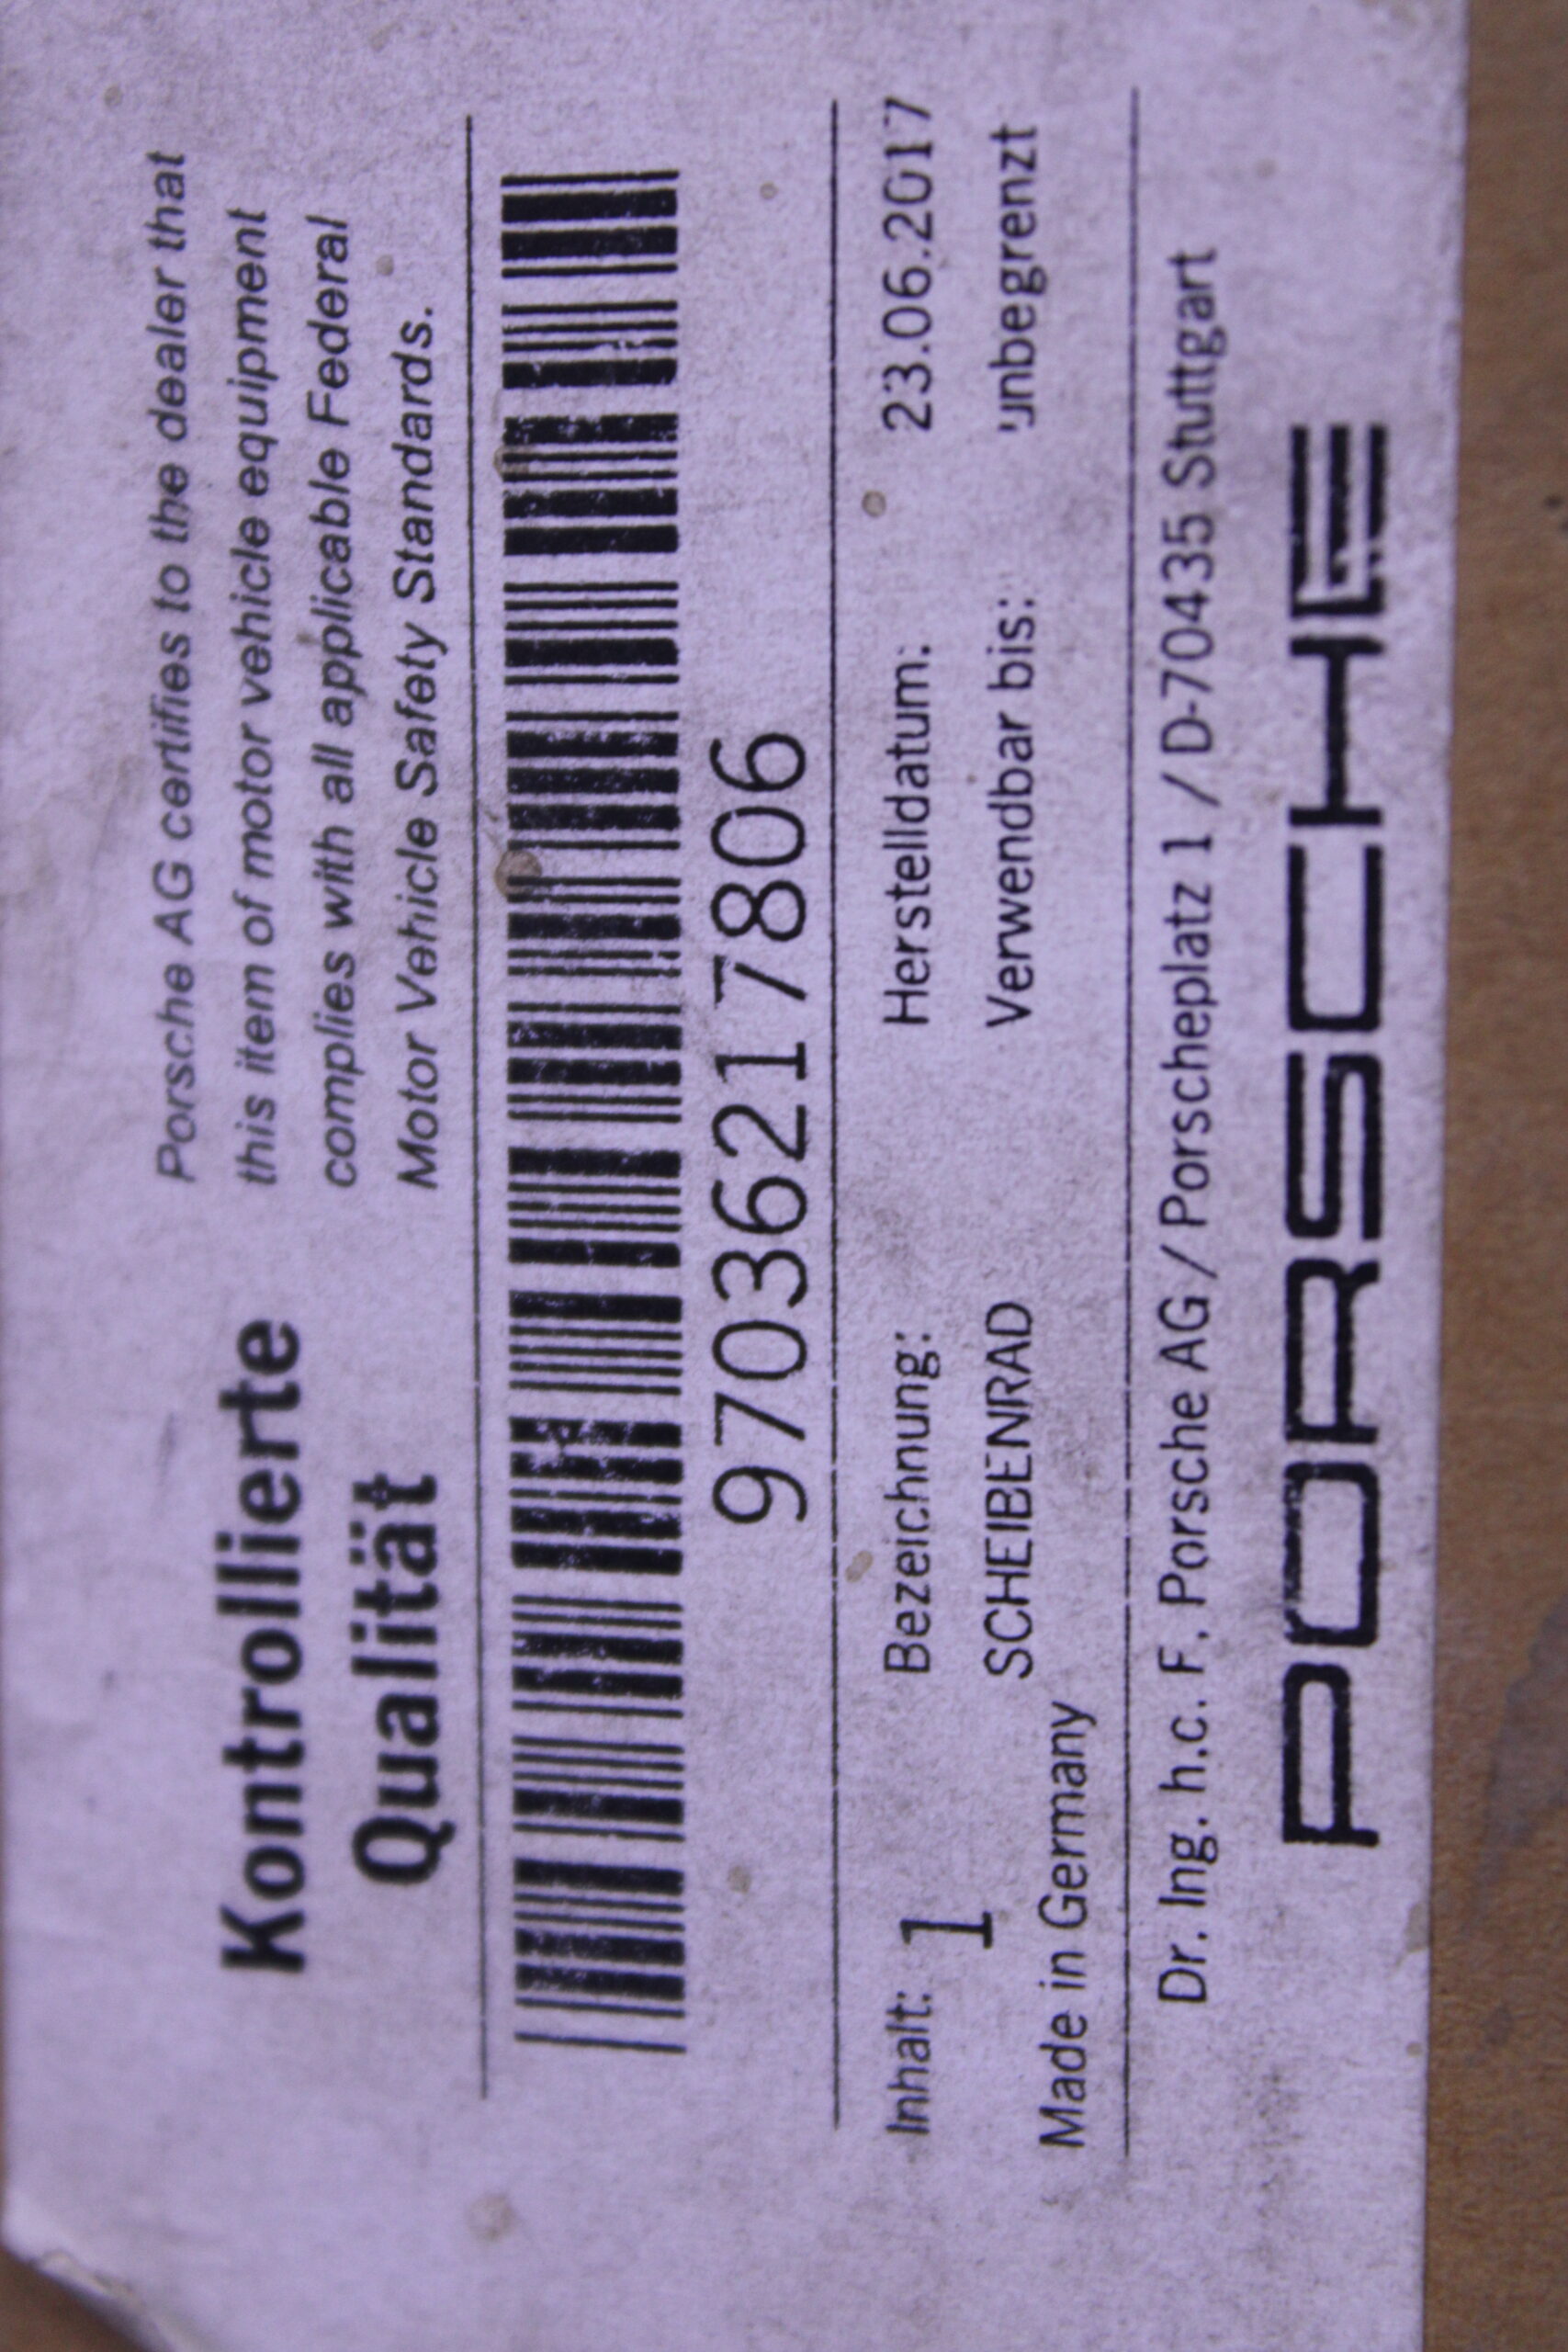 Kontrollierte
Qualität
Porsche AG certifies to the dealer that
this item of motor vehicle equipment
complies with all applicable Federal
Motor Vehicle Safety Standards.
97036217806
Inhalt: 1
Made in Germany
Bezeichnung:
SCHEIBENRAD
Herstelldatum: 23.06.2017
Verwendbar bis: unbegrenzt
Dr. Ing. h.c. F. Porsche AG / Porscheplatz 1 / D-70435 Stuttgart
PORSCHE